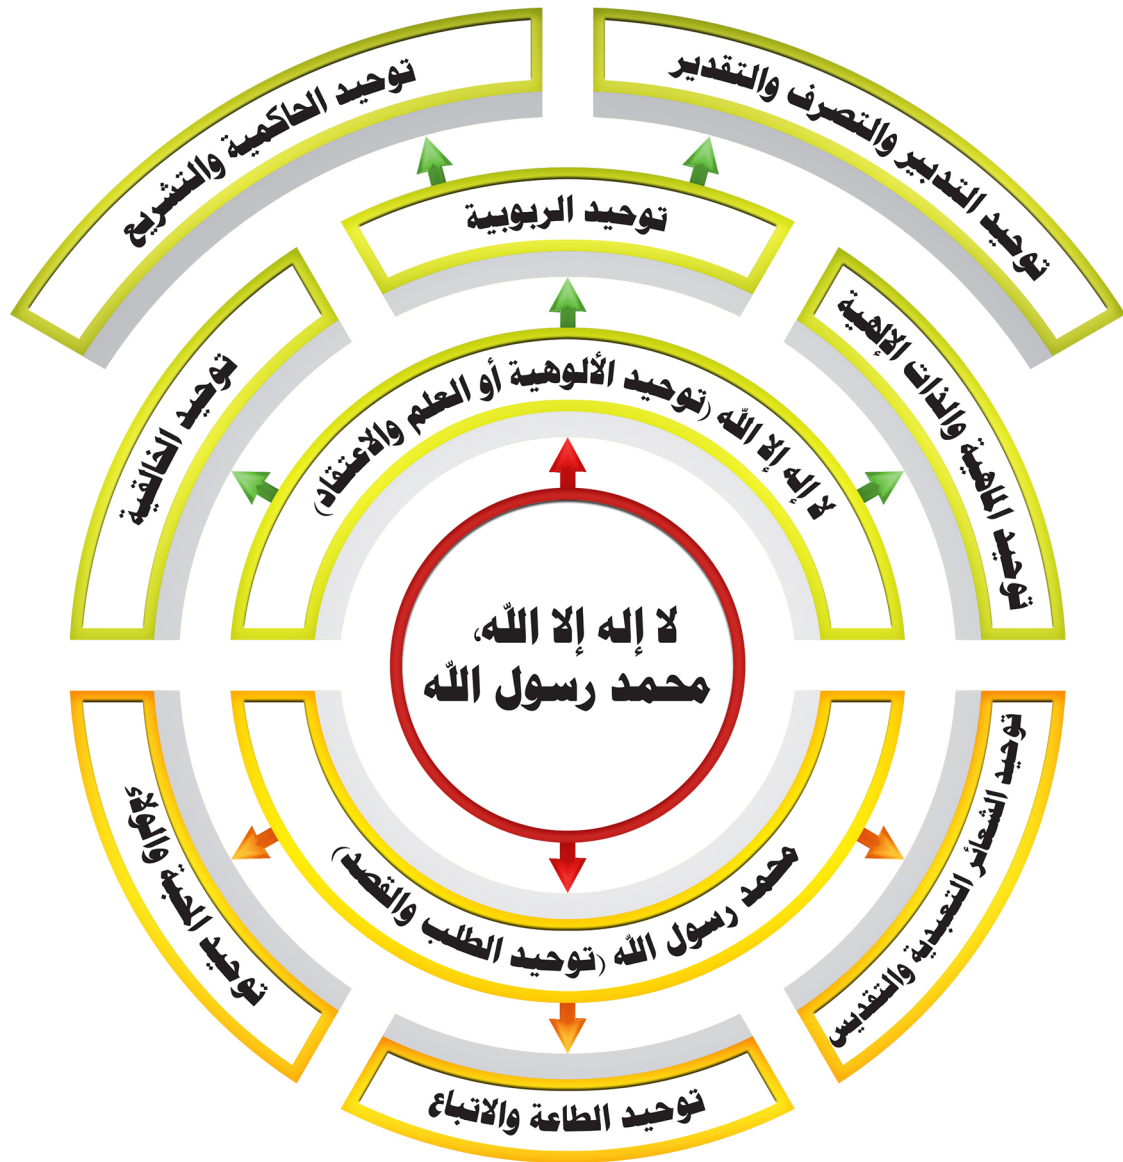 توحيد التدبير والتصرف والتقدير
توحيد الحاكمية والتشريع
توحيد الربوبية
توحيد الماهية والذات الإلهية
توحيد الخالقية
لا إله إلا الله (توحيد الألوهية أو العلم والاعتقاد)
لا إله إلا الله،
محمد رسول الله
محمد رسول الله (توحيد الطلب والقصد)
توحيد الشعائر التعبدية والتقديس
توحيد المحبة والولاء
توحيد الطاعة والاتباع